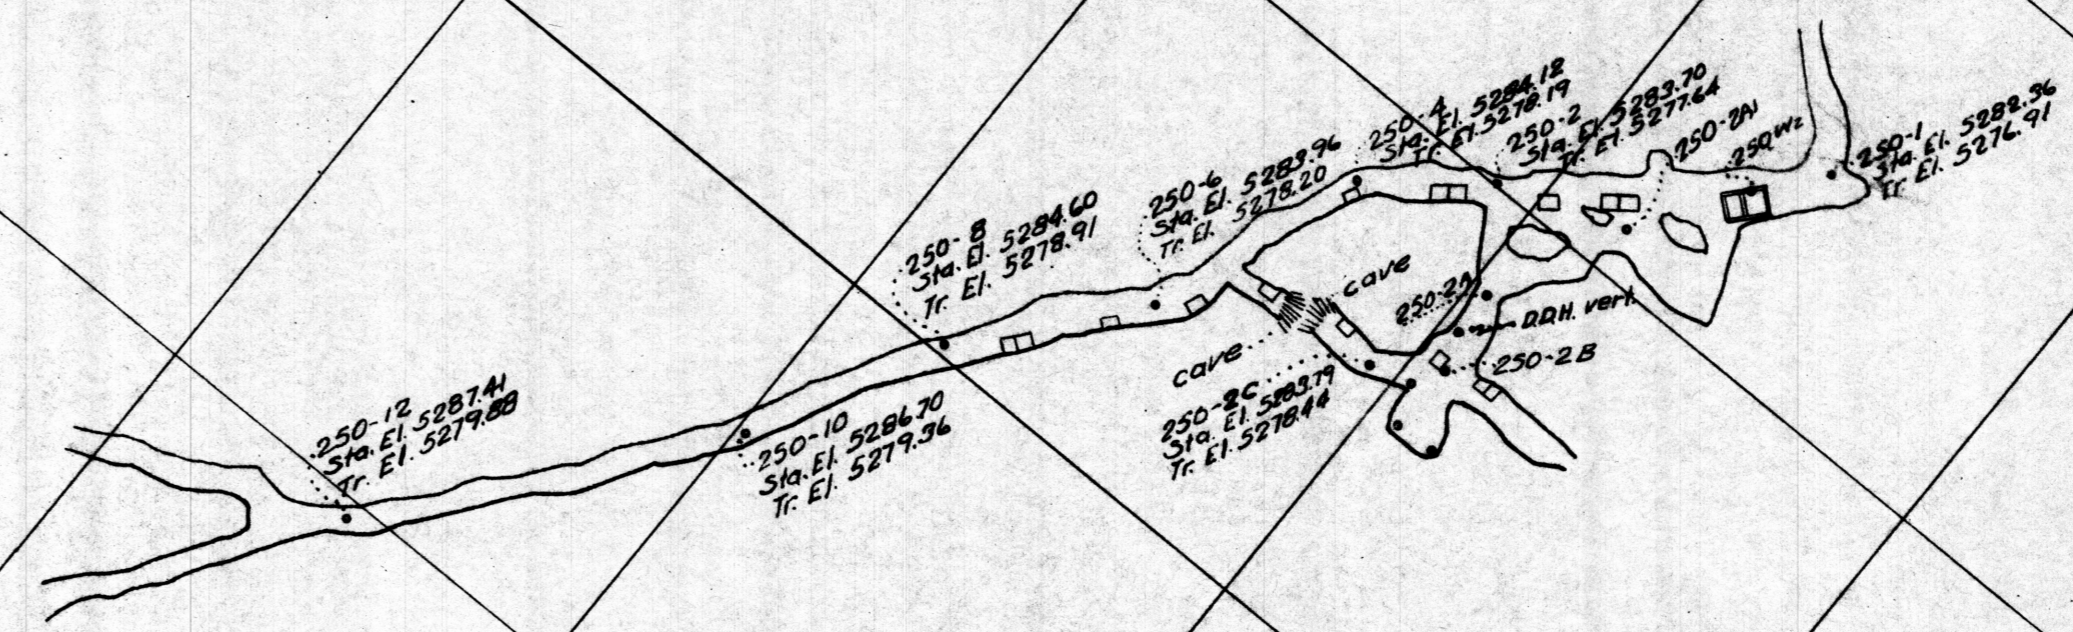 250-12
Sta. El. 5287.41
Tr. El. 5279.88
250-10
Sta. El. 5286.70
Tr. El. 5279.36
250-8
Sta. El. 5284.60
Tr. El. 5278.91
250-6
Sta. El. 5283.96
Tr. El. 5278.20
250-4
Sta. El. 5284.12
Tr. El. 5278.19
250-2
Sta. El. 5283.70
Tr. El. 5277.64
250-2A1
250W2
250-1
Sta. El. 5282.36
Tr. El. 5276.91
cave
250-2A
D.D.H. vert.
cave
250-2B
250-2C
Sta. El. 5283.79
Tr. El. 5278.44